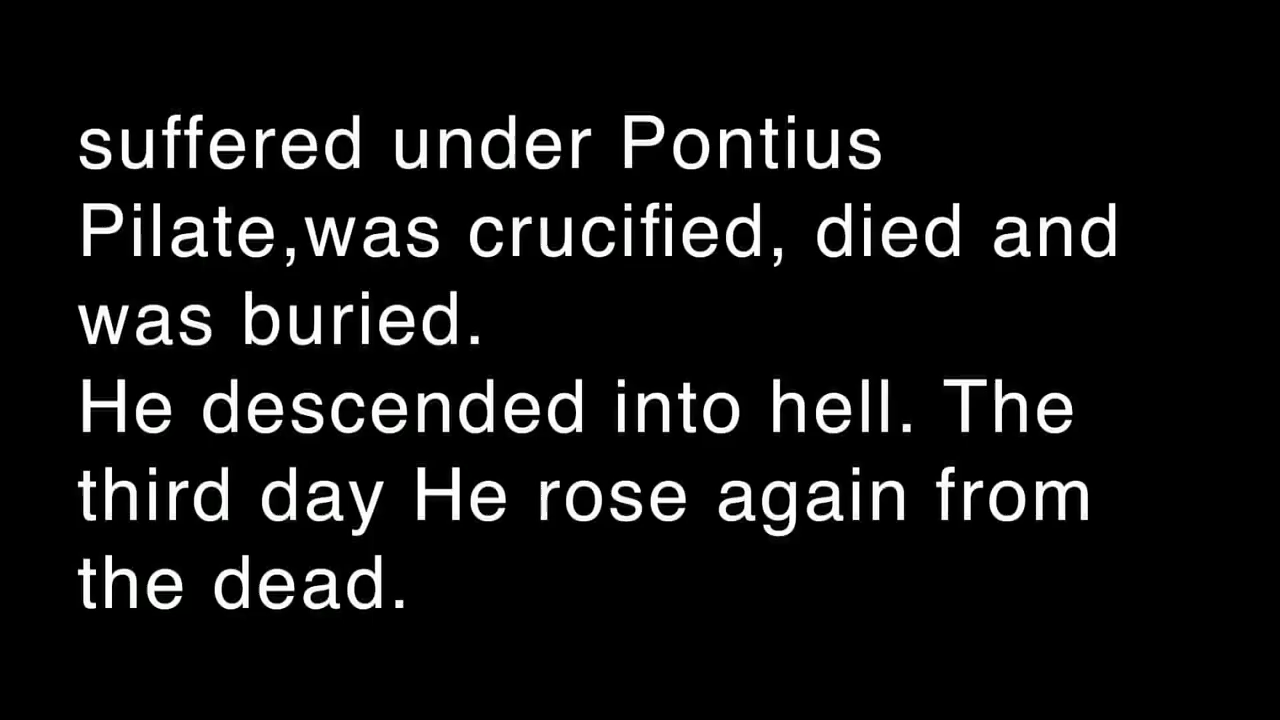 suffered under Pontius
Pilate,was crucified, died and
was buried.
He descended into hell. The
third day He rose again from
the dead.